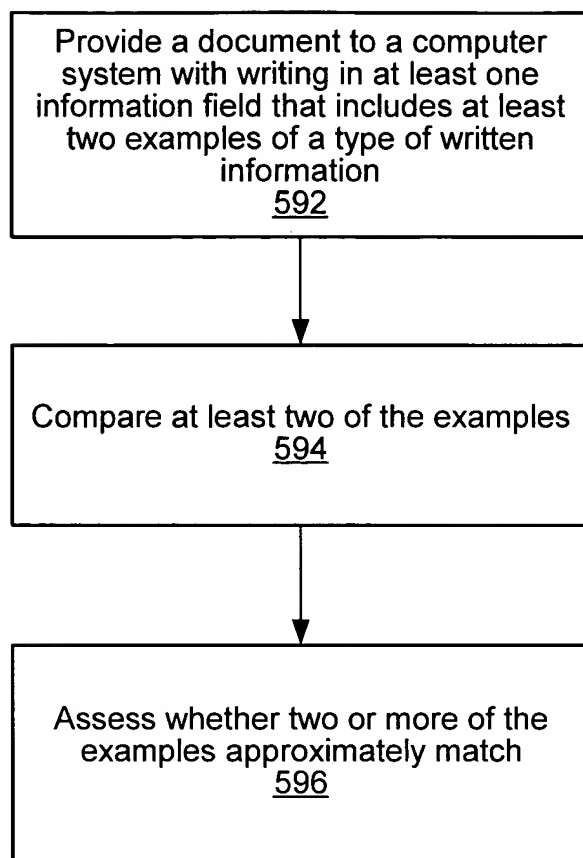 Provide a document to a computer
system with writing in at least one
information field that includes at least
two examples of a type of written
information
592
Compare at least two of the examples
594
Assess whether two or more of the
examples approximately match
596